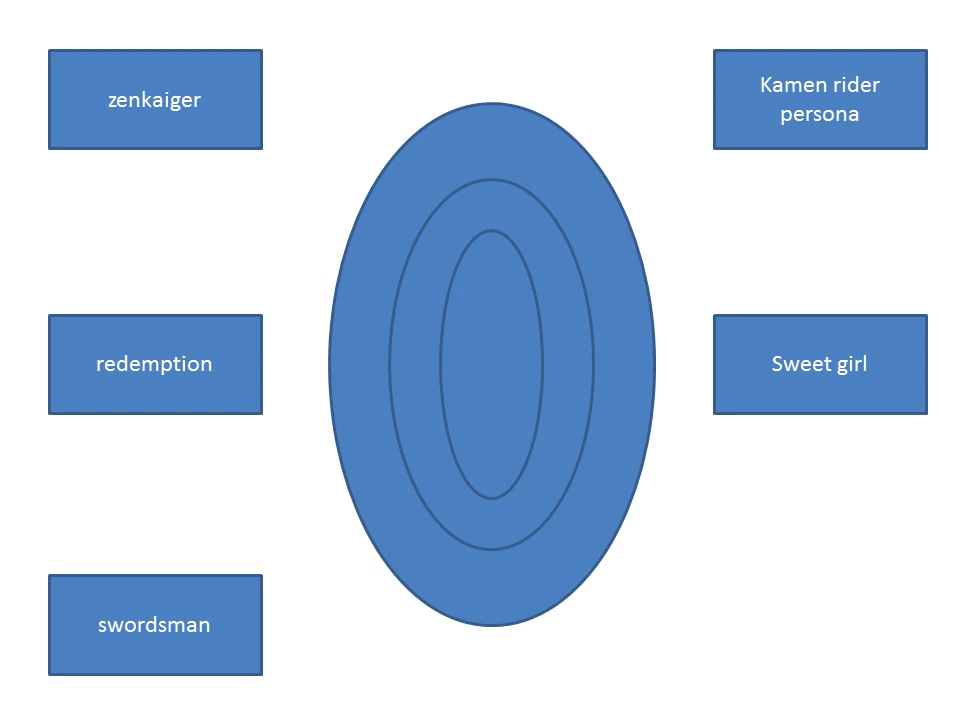 zenkaiger
Kamen rider
persona
redemption
Sweet girl
swordsman